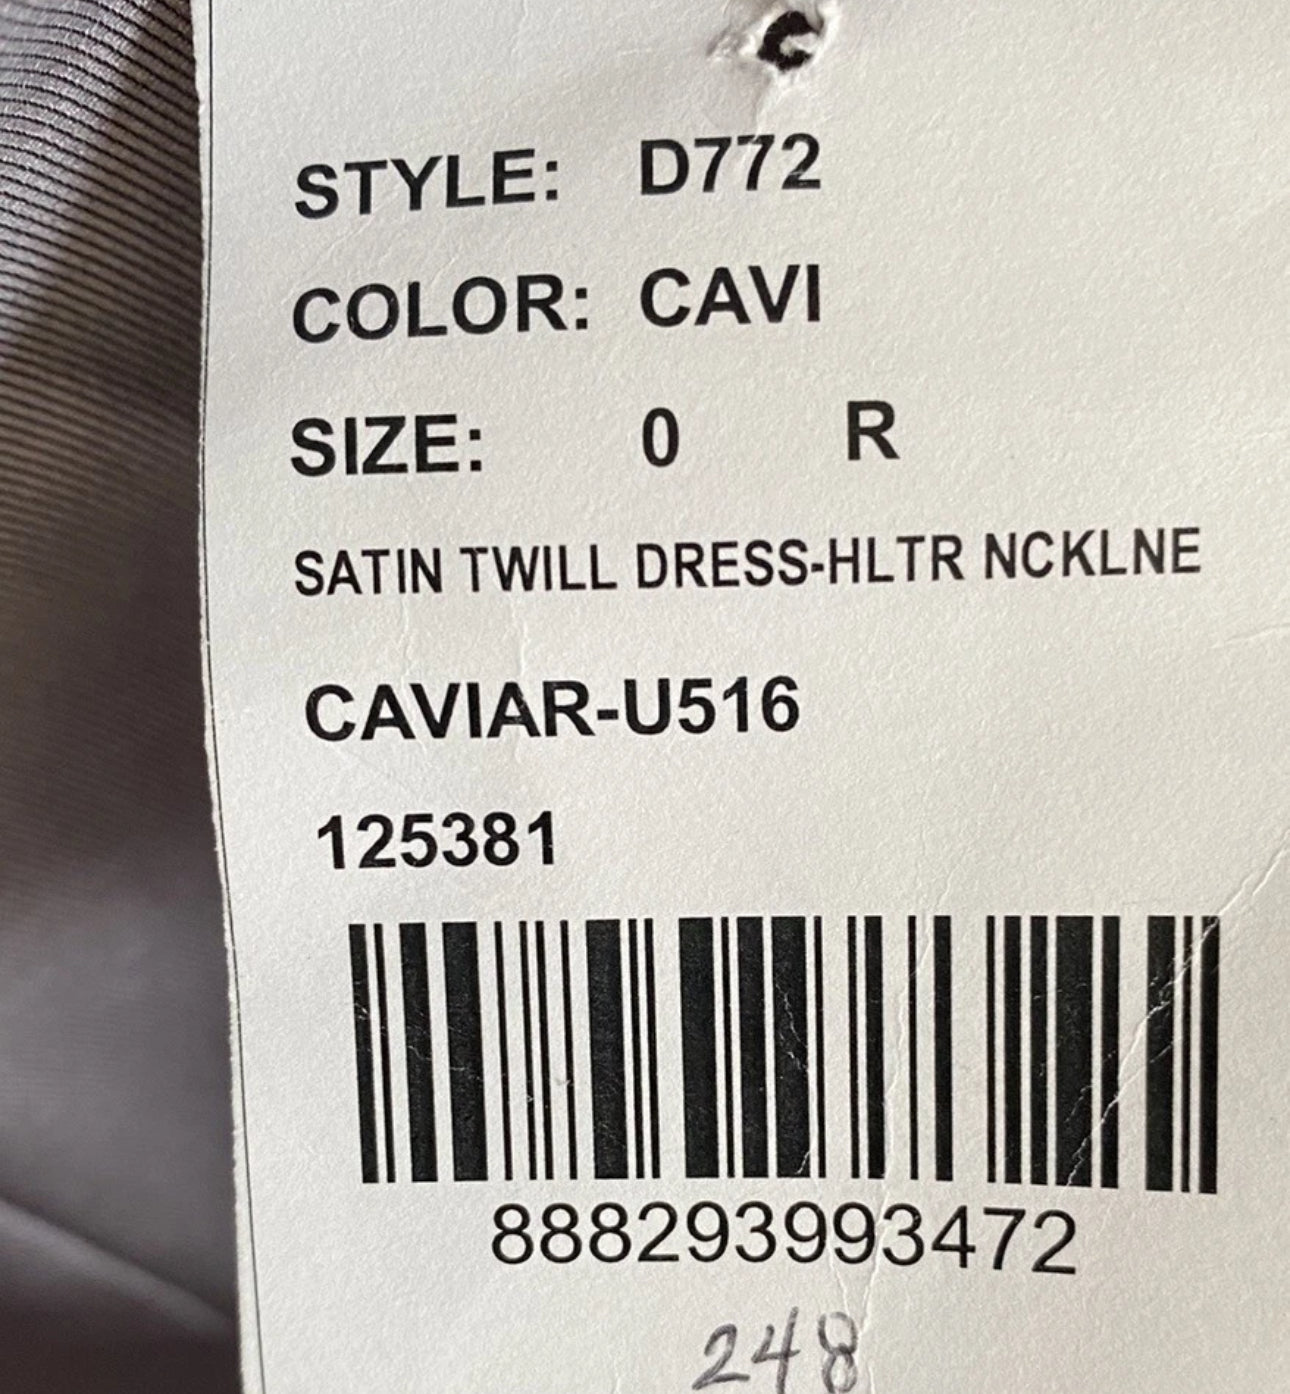 STYLE: D772
COLOR: CAVI
SIZE: 0 R
SATIN TWILL DRESS-HLTR NCKLNE
CAVIAR-U516
125381
888293993472
248